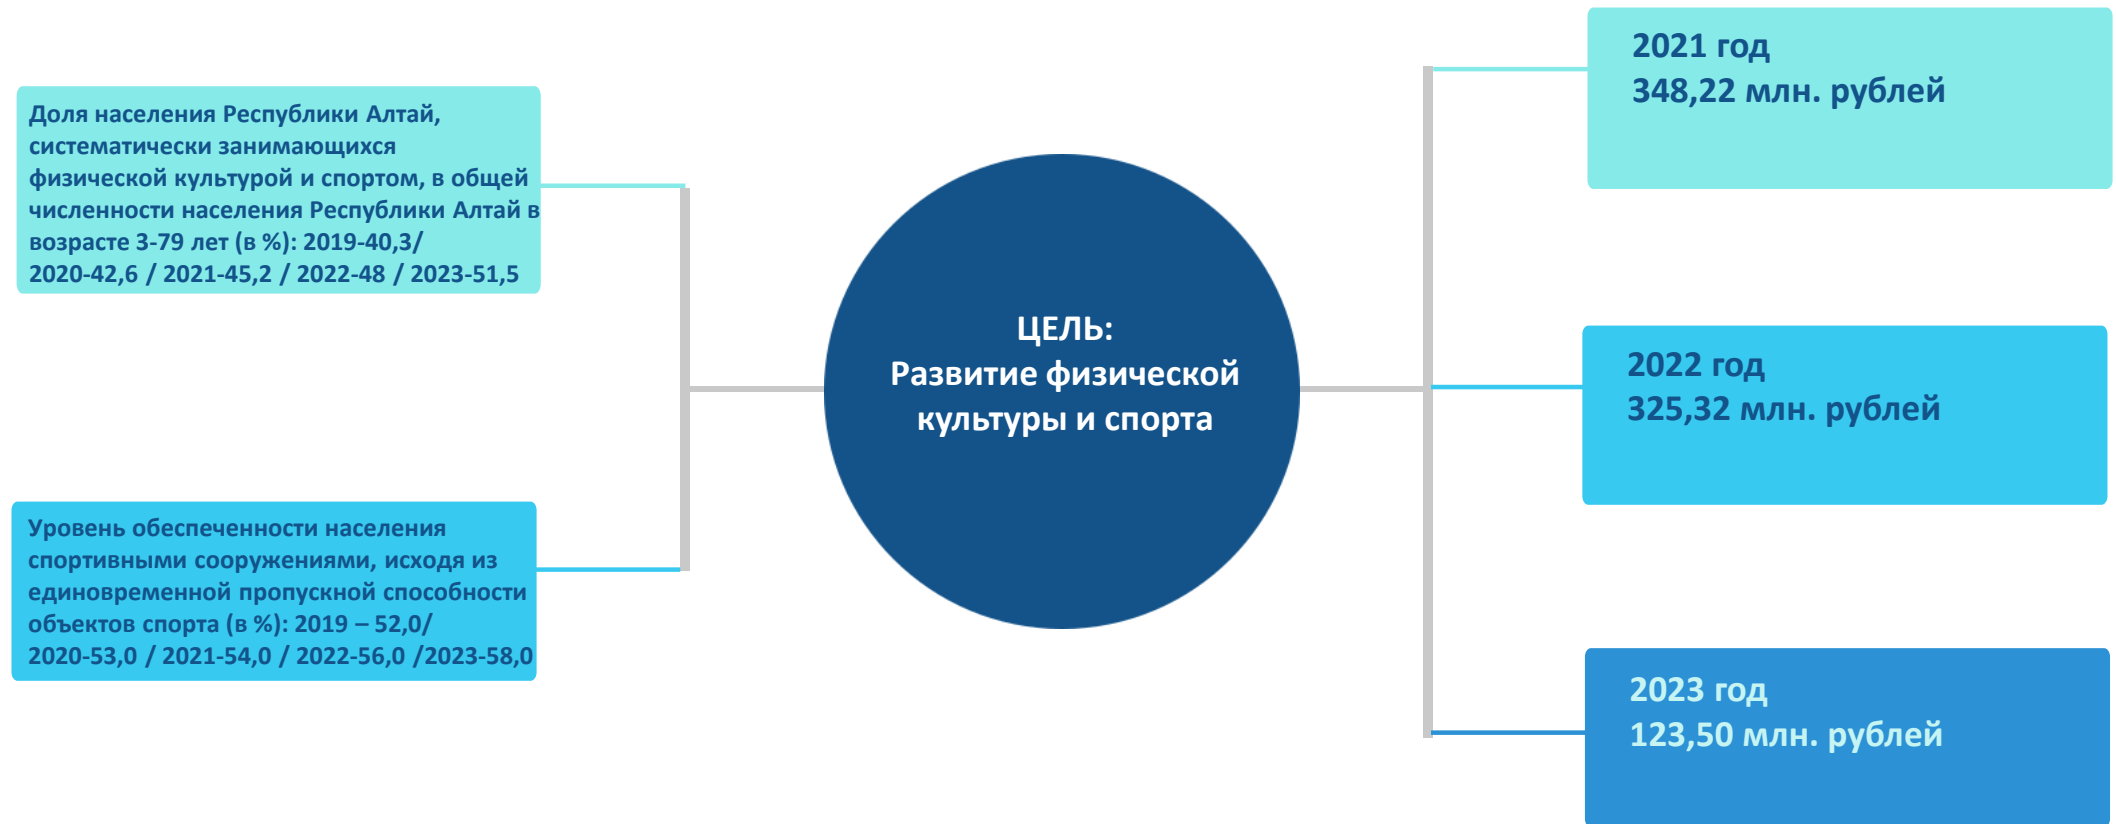 Доля населения Республики Алтай,
систематически занимающихся
физической культурой и спортом, в общей
численности населения Республики Алтай в
возрасте 3-79 лет (в %): 2019-40,3/
2020-42,6 / 2021-45,2 / 2022-48 / 2023-51,5
Уровень обеспеченности населения
спортивными сооружениями, исходя из
единовременной пропускной способности
объектов спорта (в %): 2019 – 52,0/
2020-53,0 / 2021-54,0 / 2022-56,0 /2023-58,0
ЦЕЛЬ:
Развитие физической
культуры и спорта
2021 год
348,22 млн. рублей
2022 год
325,32 млн. рублей
2023 год
123,50 млн. рублей